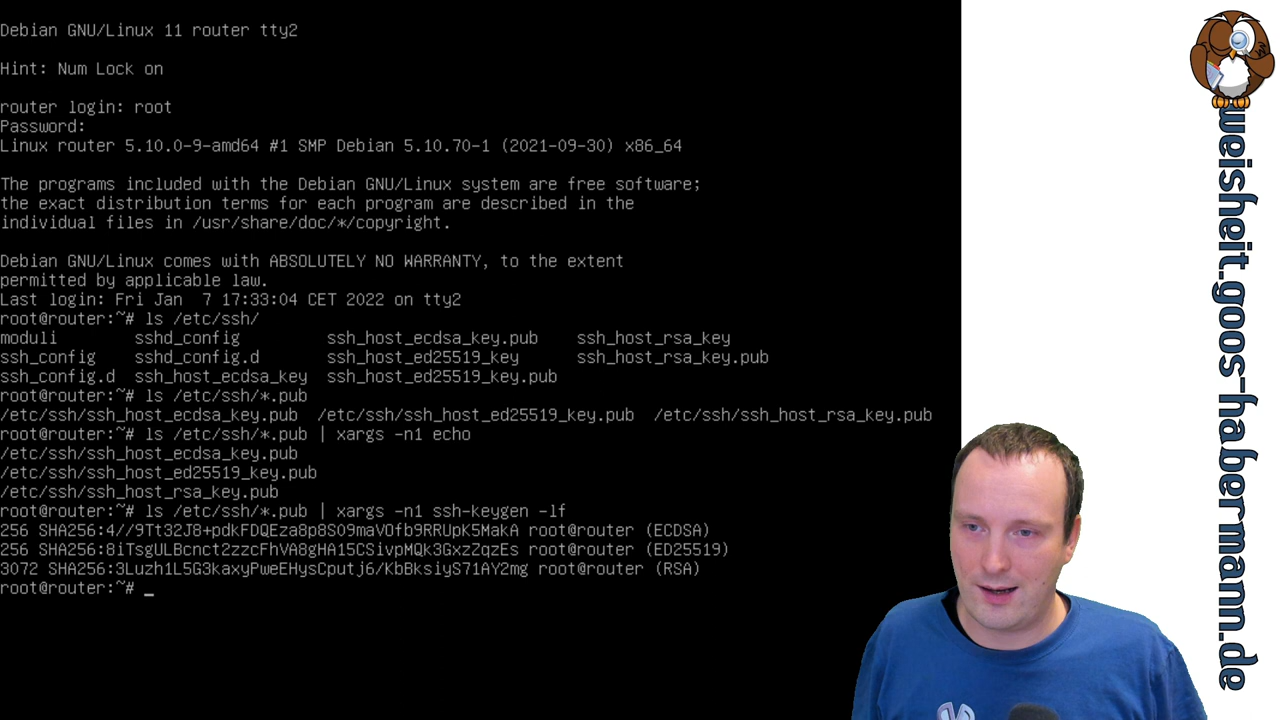 Debian GNU/Linux 11 router tty2
Hint: Num Lock on
router login: root
Password:
Linux router 5.10.0-9-amd64 #1 SMP Debian 5.10.70-1 (2021-09-30) x86_64
The programs included with the Debian GNU/Linux system are free software;
the exact distribution terms for each program are described in the
individual files in /usr/share/doc/*/copyright.
Debian GNU/Linux comes with ABSOLUTELY NO WARRANTY, to the extent
permitted by applicable law.
Last login: Fri Jan  7 17:33:04 CET 2022 on tty2
root@router:~# ls /etc/ssh/
moduli sshd_config ssh_host_ecdsa_key.pub ssh_host_rsa_key
ssh_config sshd_config.d ssh_host_ed25519_key ssh_host_rsa_key.pub
ssh_config.d ssh_host_ecdsa_key ssh_host_ed25519_key.pub
root@router:~# ls /etc/ssh/*.pub
/etc/ssh/ssh_host_ecdsa_key.pub /etc/ssh/ssh_host_ed25519_key.pub /etc/ssh/ssh_host_rsa_key.pub
root@router:~# ls /etc/ssh/*.pub | xargs -n1 echo
/etc/ssh/ssh_host_ecdsa_key.pub
/etc/ssh/ssh_host_ed25519_key.pub
/etc/ssh/ssh_host_rsa_key.pub
root@router:~# ls /etc/ssh/*.pub | xargs -n1 ssh-keygen -lf
256 SHA256:4//9Tt32J8+pdkFDQEza8p8SO9maVOfb9RRUpK5MakA root@router (ECDSA)
256 SHA256:8iTsgULBcnct2zzcFhVA8gHA15CSivpMQk3GxzZqzEs root@router (ED25519)
3072 SHA256:3Luzh1L5G3kaxyPweEHysCputj6/KbBksiyS71AY2mg root@router (RSA)
root@router:~# _
weisheit.goos-habermann.de